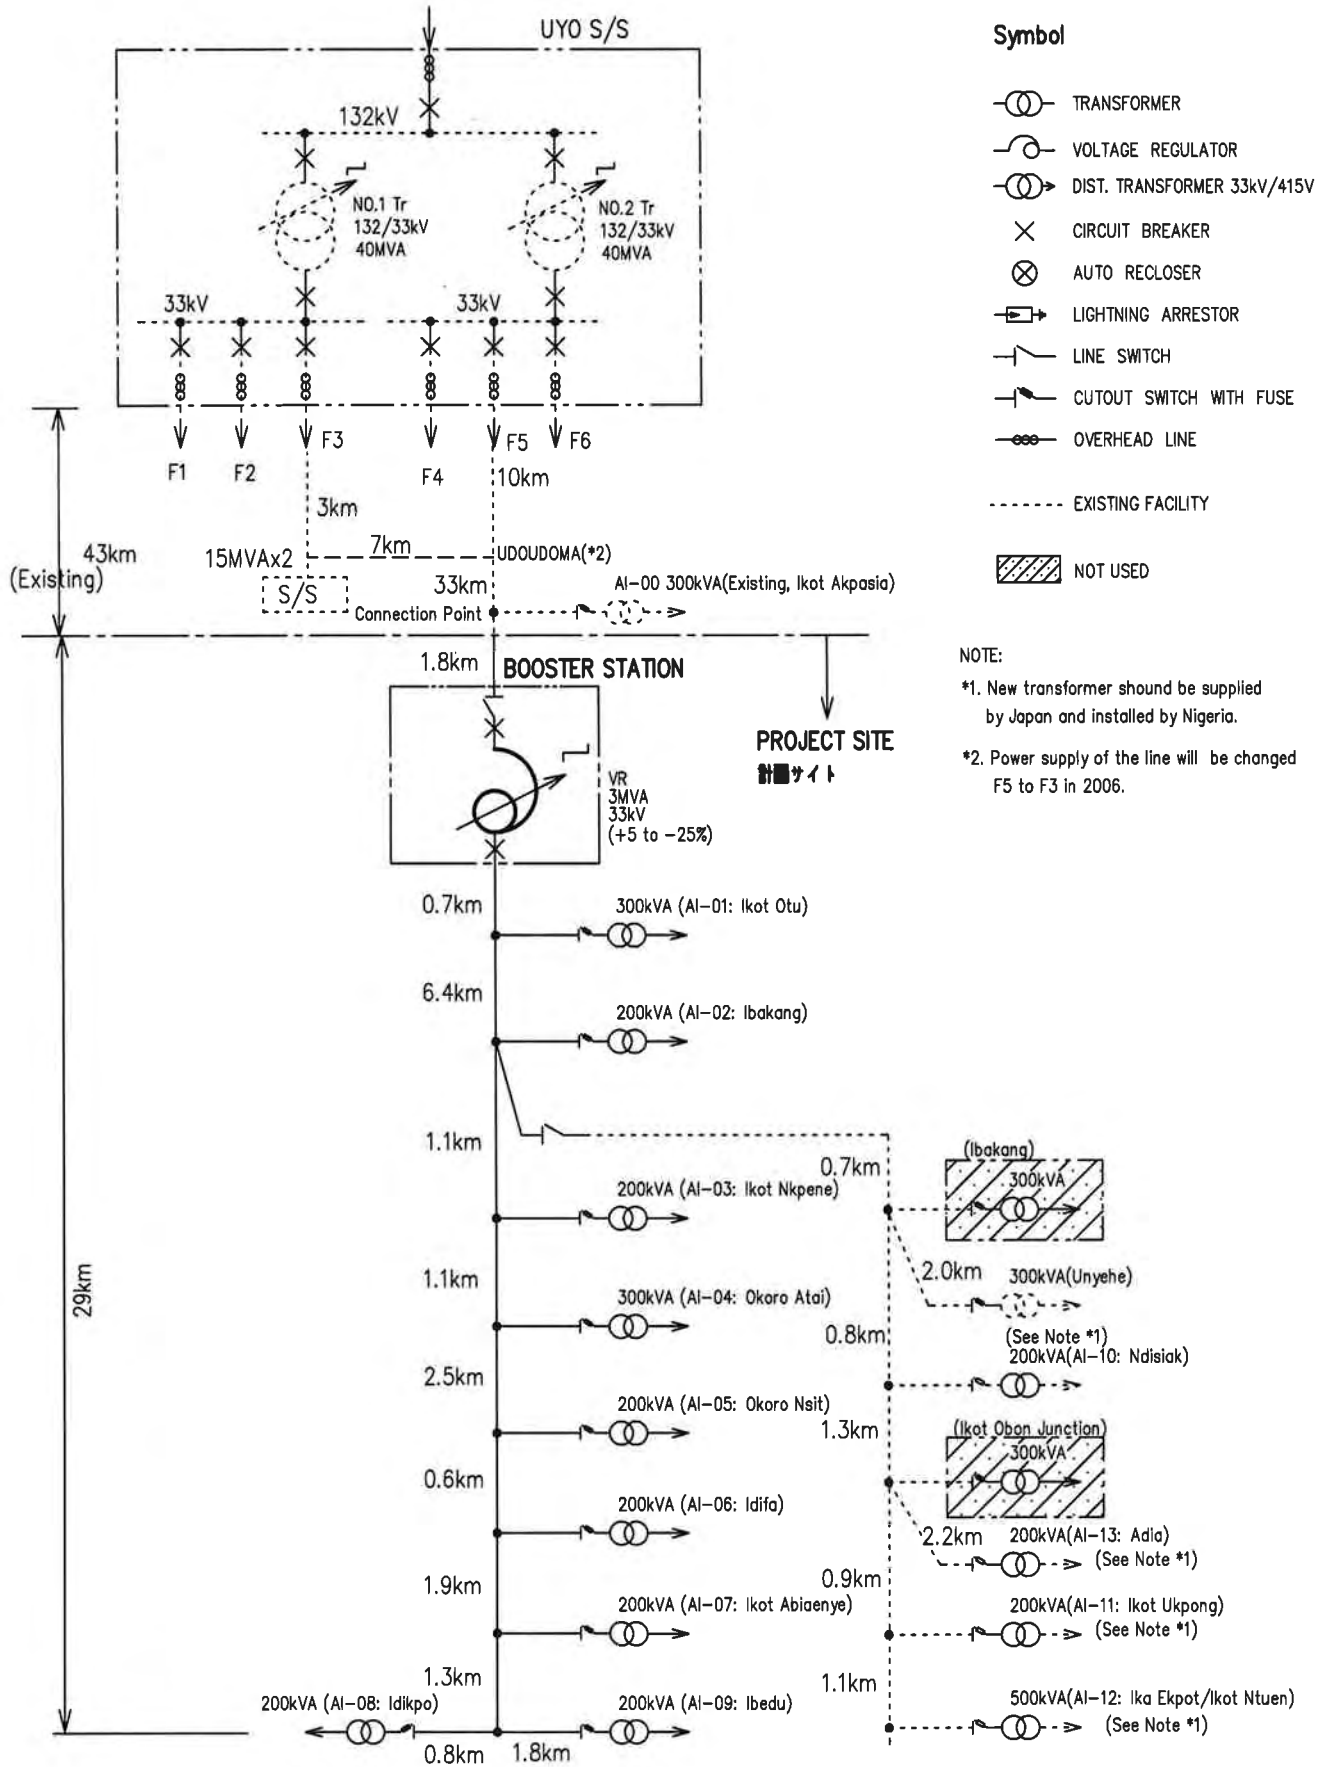 UYO S/S
132kV
NO.1 Tr
132/33kV
40MVA
NO.2 Tr
132/33kV
40MVA
33kV
33kV
F1
F2
F3
F4
F5
F6
10km
3km
43km
(Existing)
15MVAx2
S/S
7km
UDOUDOMA(*2)
33km
Connection Point
AI-00 300kVA(Existing, Ikot Akpasia)
1.8km
BOOSTER STATION
VR
3MVA
33kV
(+5 to -25%)
PROJECT SITE
計画サイト
Symbol
TRANSFORMER
VOLTAGE REGULATOR
DIST. TRANSFORMER 33kV/415V
CIRCUIT BREAKER
AUTO RECLOSER
LIGHTNING ARRESTOR
LINE SWITCH
CUTOUT SWITCH WITH FUSE
OVERHEAD LINE
EXISTING FACILITY
NOT USED
NOTE:
*1. New transformer shound be supplied
by Japan and installed by Nigeria.
*2. Power supply of the line will be changed
F5 to F3 in 2006.
29km
0.7km
300kVA (AI-01: Ikot Otu)
6.4km
200kVA (AI-02: Ibakang)
1.1km
200kVA (AI-03: Ikot Nkpene)
1.1km
300kVA (AI-04: Okoro Atai)
2.5km
200kVA (AI-05: Okoro Nsit)
0.6km
200kVA (AI-06: Idifa)
1.9km
200kVA (AI-07: Ikot Abiaenye)
1.3km
200kVA (AI-08: Idikpo)
200kVA (AI-09: Ibedu)
0.8km
1.8km
0.7km
(Ibakang)
300kVA
2.0km
300kVA(Unyehe)
(See Note *1)
0.8km
200kVA(AI-10: Ndisiak)
1.3km
(Ikot Obon Junction)
300kVA
2.2km
200kVA(AI-13: Adia)
(See Note *1)
0.9km
200kVA(AI-11: Ikot Ukpong)
(See Note *1)
1.1km
500kVA(AI-12: Ika Ekpot/Ikot Ntuen)
(See Note *1)